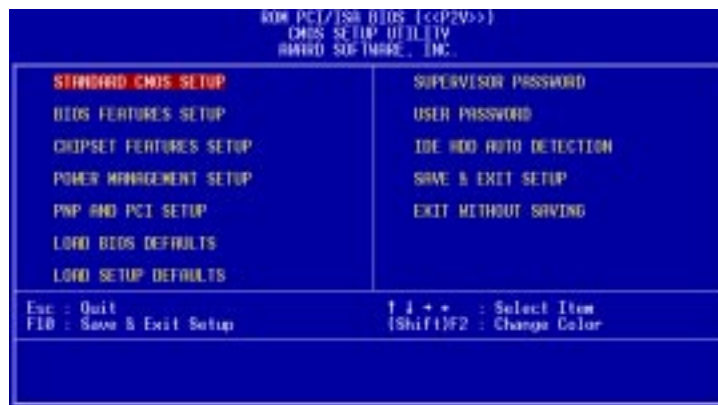 ROM PCI/ISA BIOS (<<P2V>>)
CMOS SETUP UTILITY
AWARD SOFTWARE, INC.
STANDARD CMOS SETUP
BIOS FEATURES SETUP
CHIPSET FEATURES SETUP
POWER MANAGEMENT SETUP
PNP AND PCI SETUP
LOAD BIOS DEFAULTS
LOAD SETUP DEFAULTS
SUPERVISOR PASSWORD
USER PASSWORD
IDE HDD AUTO DETECTION
SAVE & EXIT SETUP
EXIT WITHOUT SAVING
Esc : Quit
F10 : Save & Exit Setup
↑ ↓ → ← : Select Item
(Shift)F2 : Change Color